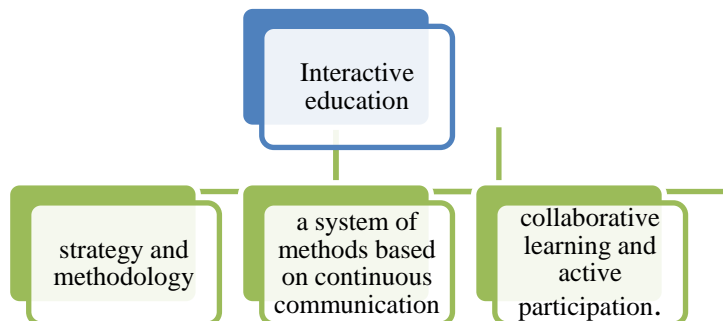 Interactive
education
strategy and
methodology
a system of
methods based
on continuous
communication
collaborative
learning and
active
participation.